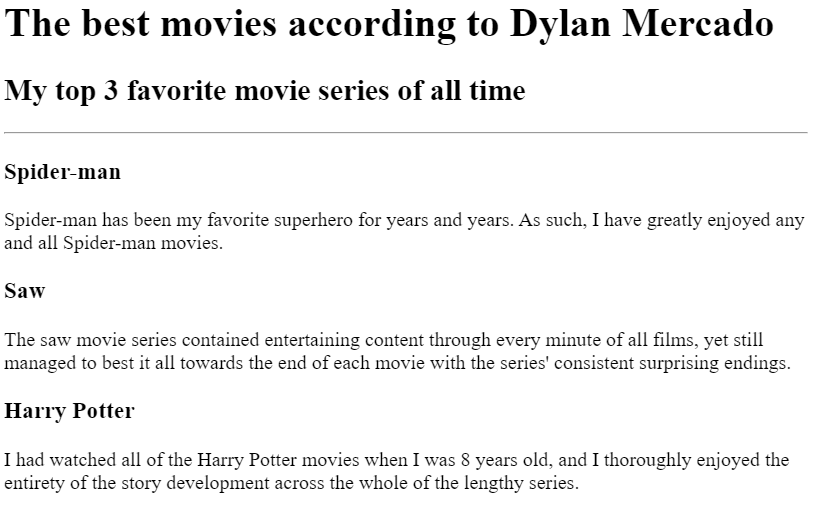 The best movies according to Dylan Mercado
My top 3 favorite movie series of all time
Spider-man
Spider-man has been my favorite superhero for years and years. As such, I have greatly enjoyed any
and all Spider-man movies.
Saw
The saw movie series contained entertaining content through every minute of all films, yet still
managed to best it all towards the end of each movie with the series' consistent surprising endings.
Harry Potter
I had watched all of the Harry Potter movies when I was 8 years old, and I thoroughly enjoyed the
entirety of the story development across the whole of the lengthy series.